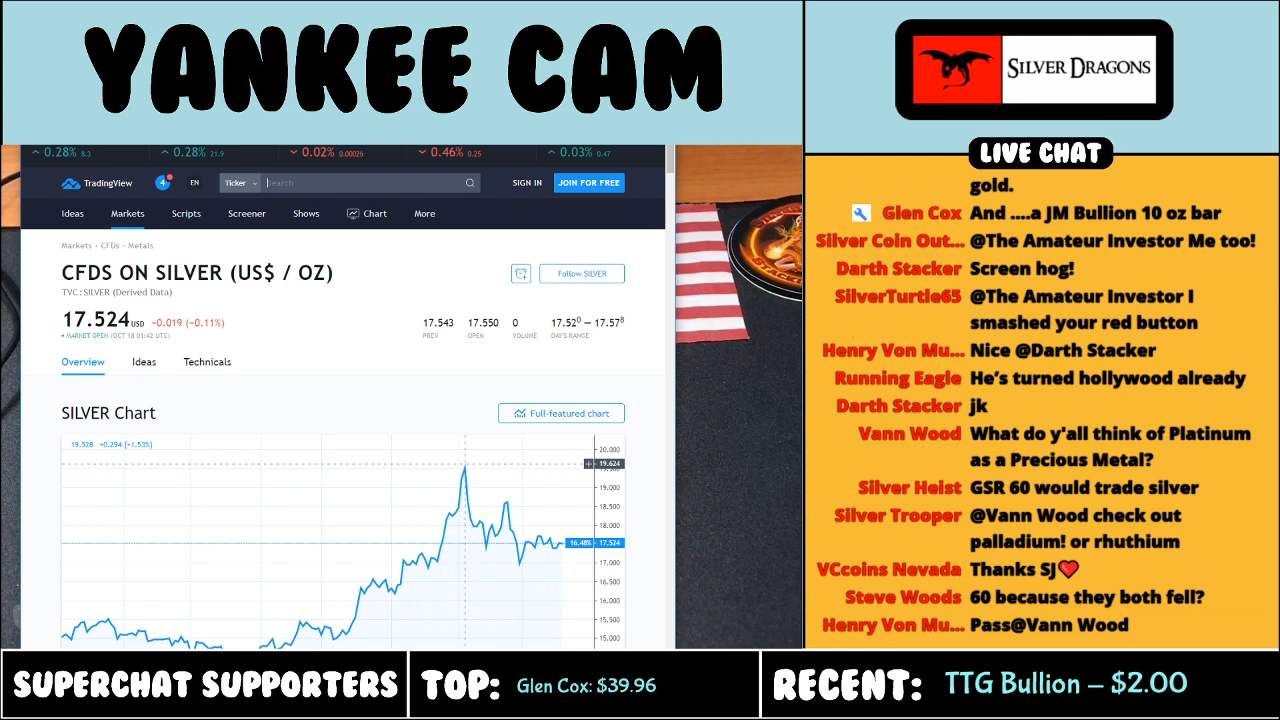 YANKEE CAM
SILVER DRAGONS
LIVE CHAT
0.28% 8.3
0.28% 21.9
0.02% 0.00026
0.46% 0.25
0.03% 0.47
TradingView
4
EN
Ticker
Search
SIGN IN
JOIN FOR FREE
Ideas
Markets
Scripts
Screener
Shows
Chart
More
Markets · CFDs · Metals
CFDS ON SILVER (US$ / OZ)
Follow SILVER
TVC:SILVER (Derived Data)
17.524 USD −0.019 (−0.11%)
MARKET OPEN (OCT 18 01:42 UTC)
17.543
PREV
17.550
OPEN
0
VOLUME
17.52⁰ — 17.57⁸
DAY'S RANGE
Overview
Ideas
Technicals
SILVER Chart
Full-featured chart
19.528 +0.294 (+1.53%)
20.000
19.624
19.000
18.500
18.000
16.48% 17.524
17.000
16.500
16.000
15.500
15.000
gold.
Glen Cox And ....a JM Bullion 10 oz bar
Silver Coin Out... @The Amateur Investor Me too!
Darth Stacker Screen hog!
SilverTurtle65 @The Amateur Investor I
smashed your red button
Henry Von Mu... Nice @Darth Stacker
Running Eagle He's turned hollywood already
Darth Stacker jk
Vann Wood What do y'all think of Platinum
as a Precious Metal?
Silver Heist GSR 60 would trade silver
Silver Trooper @Vann Wood check out
palladium! or rhuthium
VCcoins Nevada Thanks SJ❤
Steve Woods 60 because they both fell?
Henry Von Mu... Pass@Vann Wood
SUPERCHAT SUPPORTERS
TOP: Glen Cox: $39.96
RECENT: TTG Bullion – $2.00